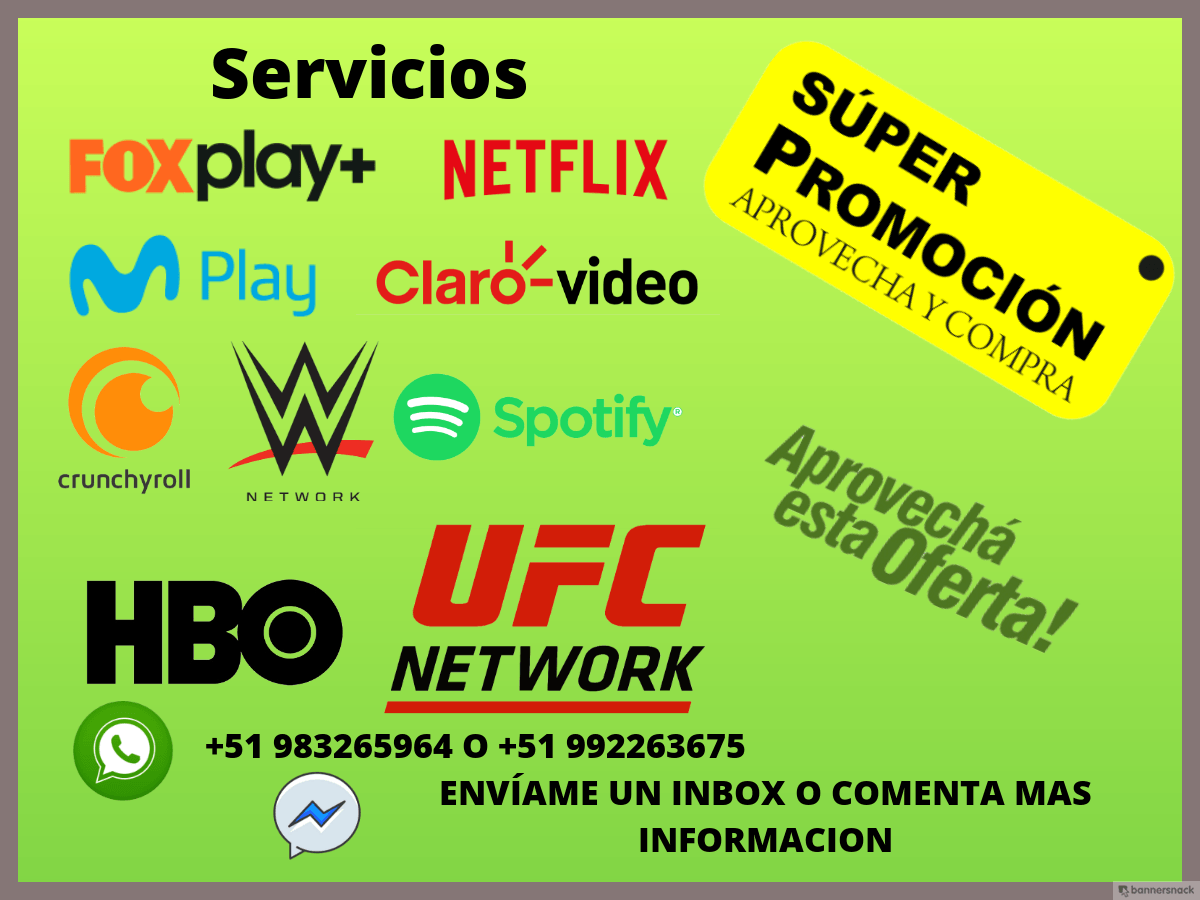 Servicios
FOXplay+
NETFLIX
Play
Claro-video
crunchyroll
W
NETWORK
Spotify®
HBO
UFC
NETWORK
SÚPER
PROMOCIÓN
APROVECHA Y COMPRA
Aprovechá
esta Oferta!
+51 983265964 O +51 992263675
ENVÍAME UN INBOX O COMENTA MAS
INFORMACION
bannersnack